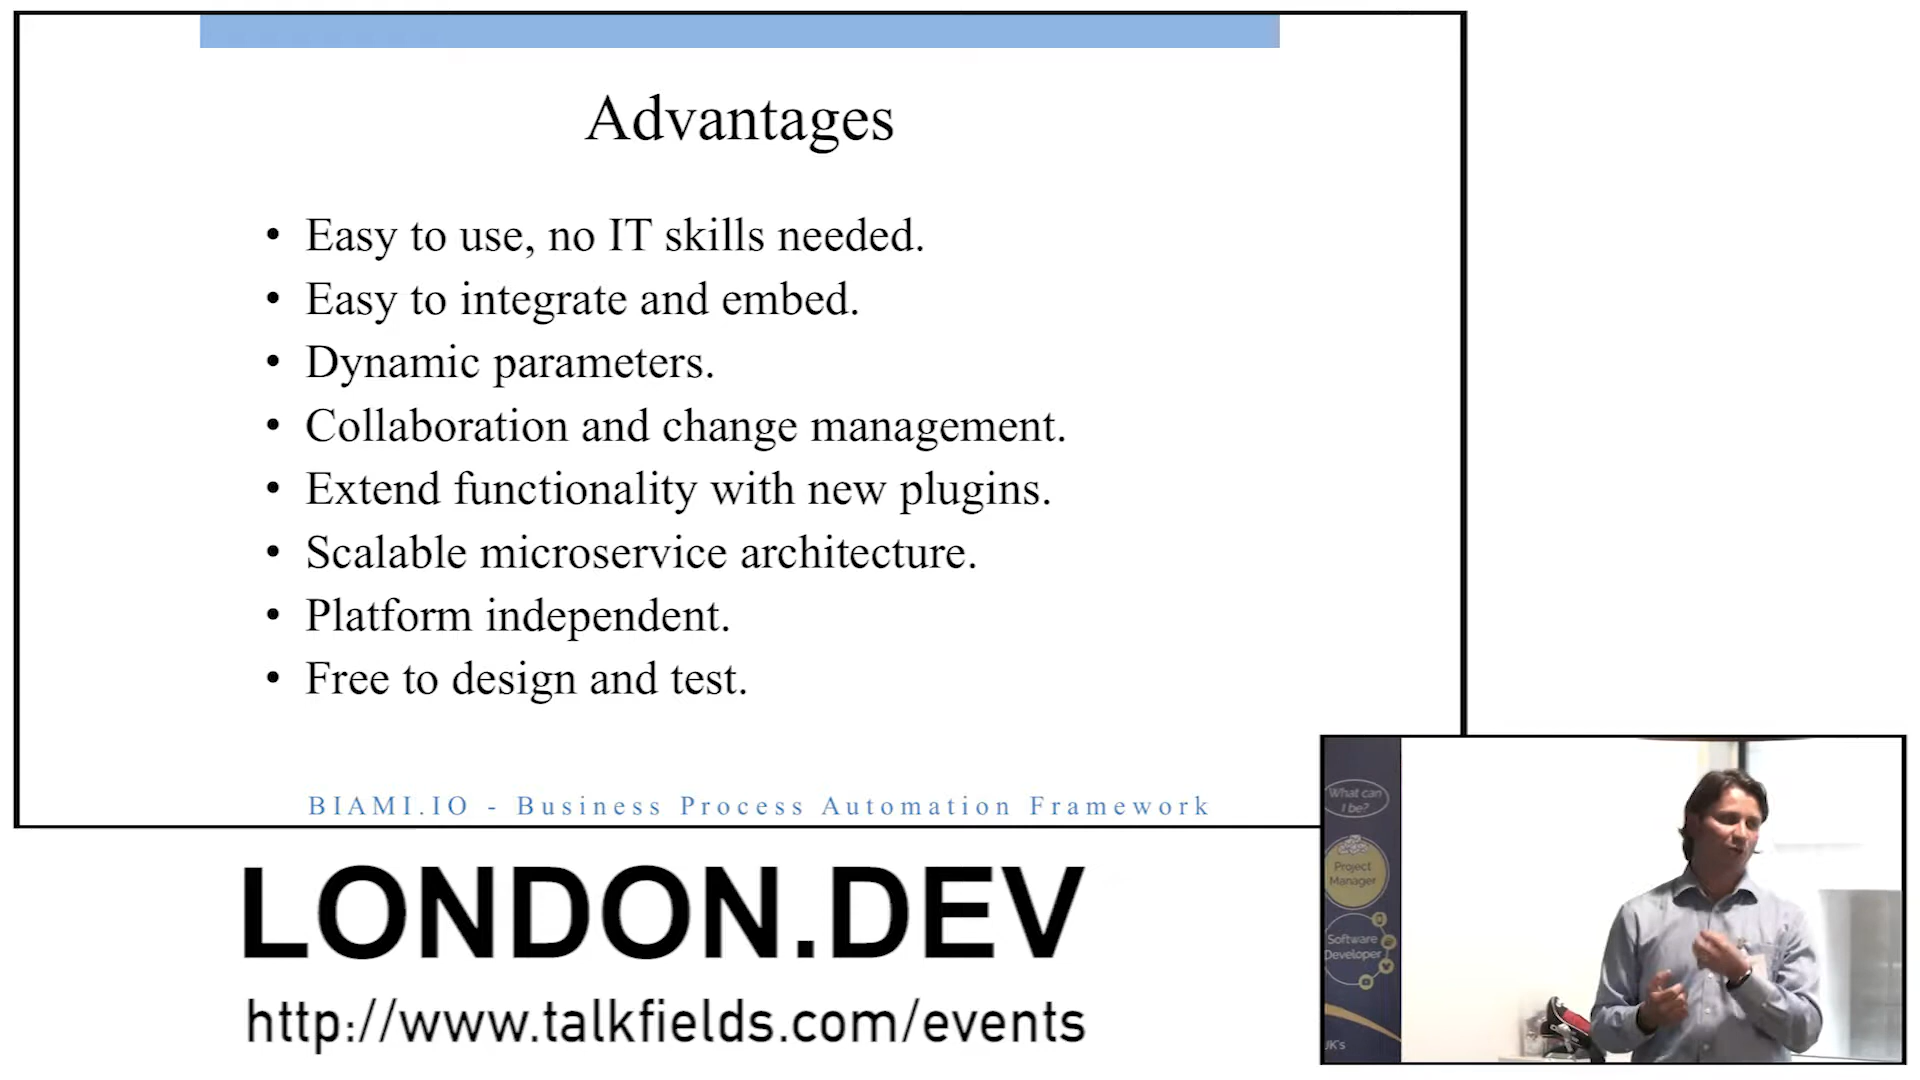 Advantages
• Easy to use, no IT skills needed.
• Easy to integrate and embed.
• Dynamic parameters.
• Collaboration and change management.
• Extend functionality with new plugins.
• Scalable microservice architecture.
• Platform independent.
• Free to design and test.
BIAMI.IO - Business Process Automation Framework
LONDON.DEV
http://www.talkfields.com/events
What can
I be?
Project
Manager
Software
Developer
UK's